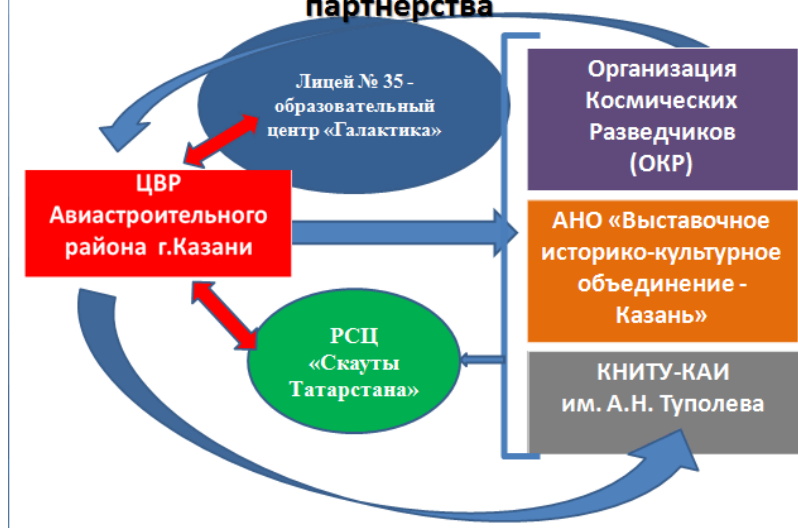 партнерства
Лицей № 35 -
образовательный
центр «Галактика»
ЦВР
Авиастроительного
района г.Казани
РСЦ
«Скауты
Татарстана»
Организация
Космических
Разведчиков
(ОКР)
АНО «Выставочное
историко-культурное
объединение -
Казань»
КНИТУ-КАИ
им. А.Н. Туполева